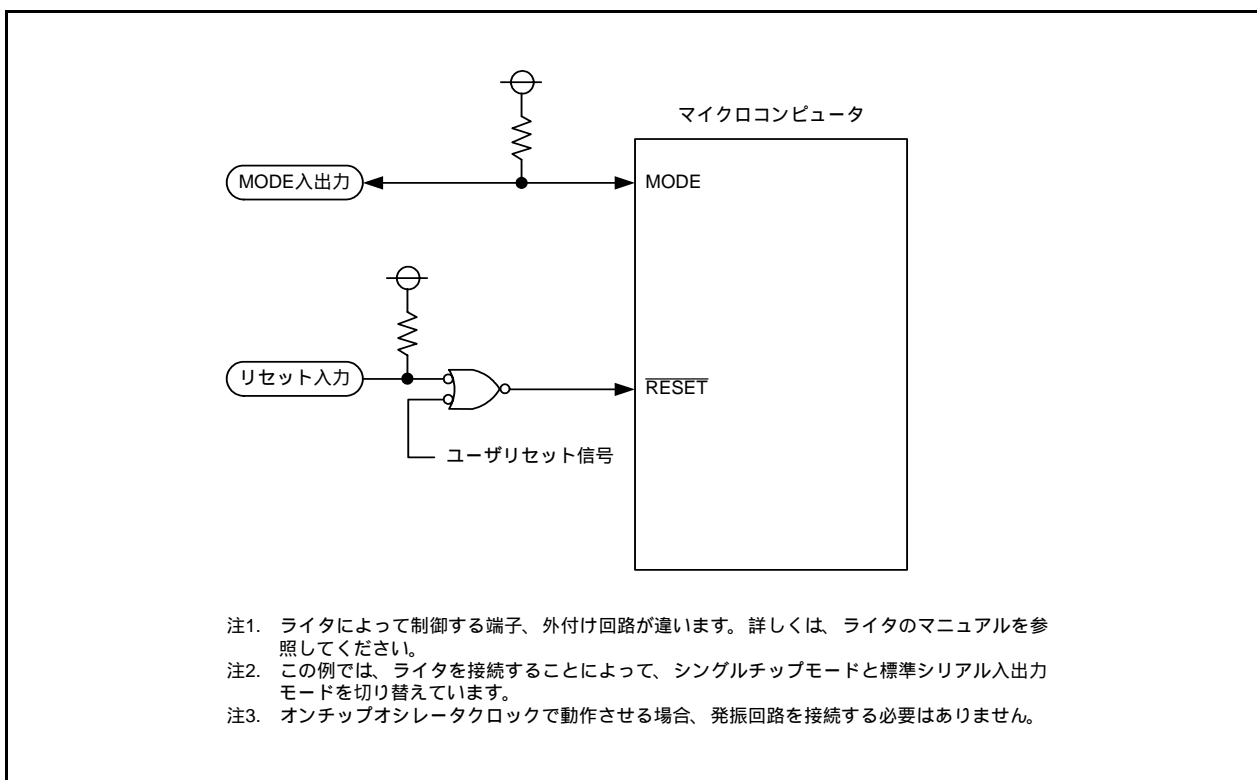 マイクロコンピュータ
MODE入出力
MODE
リセット入力
RESET
ユーザリセット信号
注1. ライタによって制御する端子、外付け回路が違います。詳しくは、ライタのマニュアルを参
照してください。
注2. この例では、ライタを接続することによって、シングルチップモードと標準シリアル入出力
モードを切り替えています。
注3. オンチップオシレータクロックで動作させる場合、発振回路を接続する必要はありません。